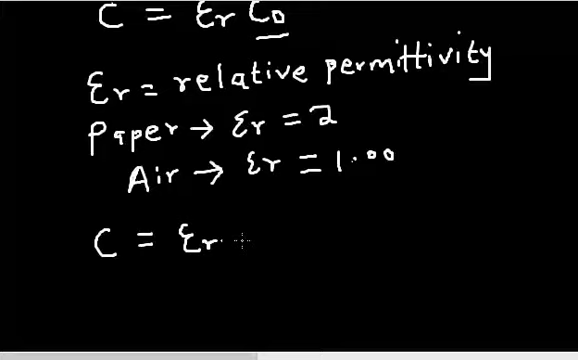 C = εr C0
εr = relative permittivity
Paper → εr = 2
Air → εr = 1.00
C = εr